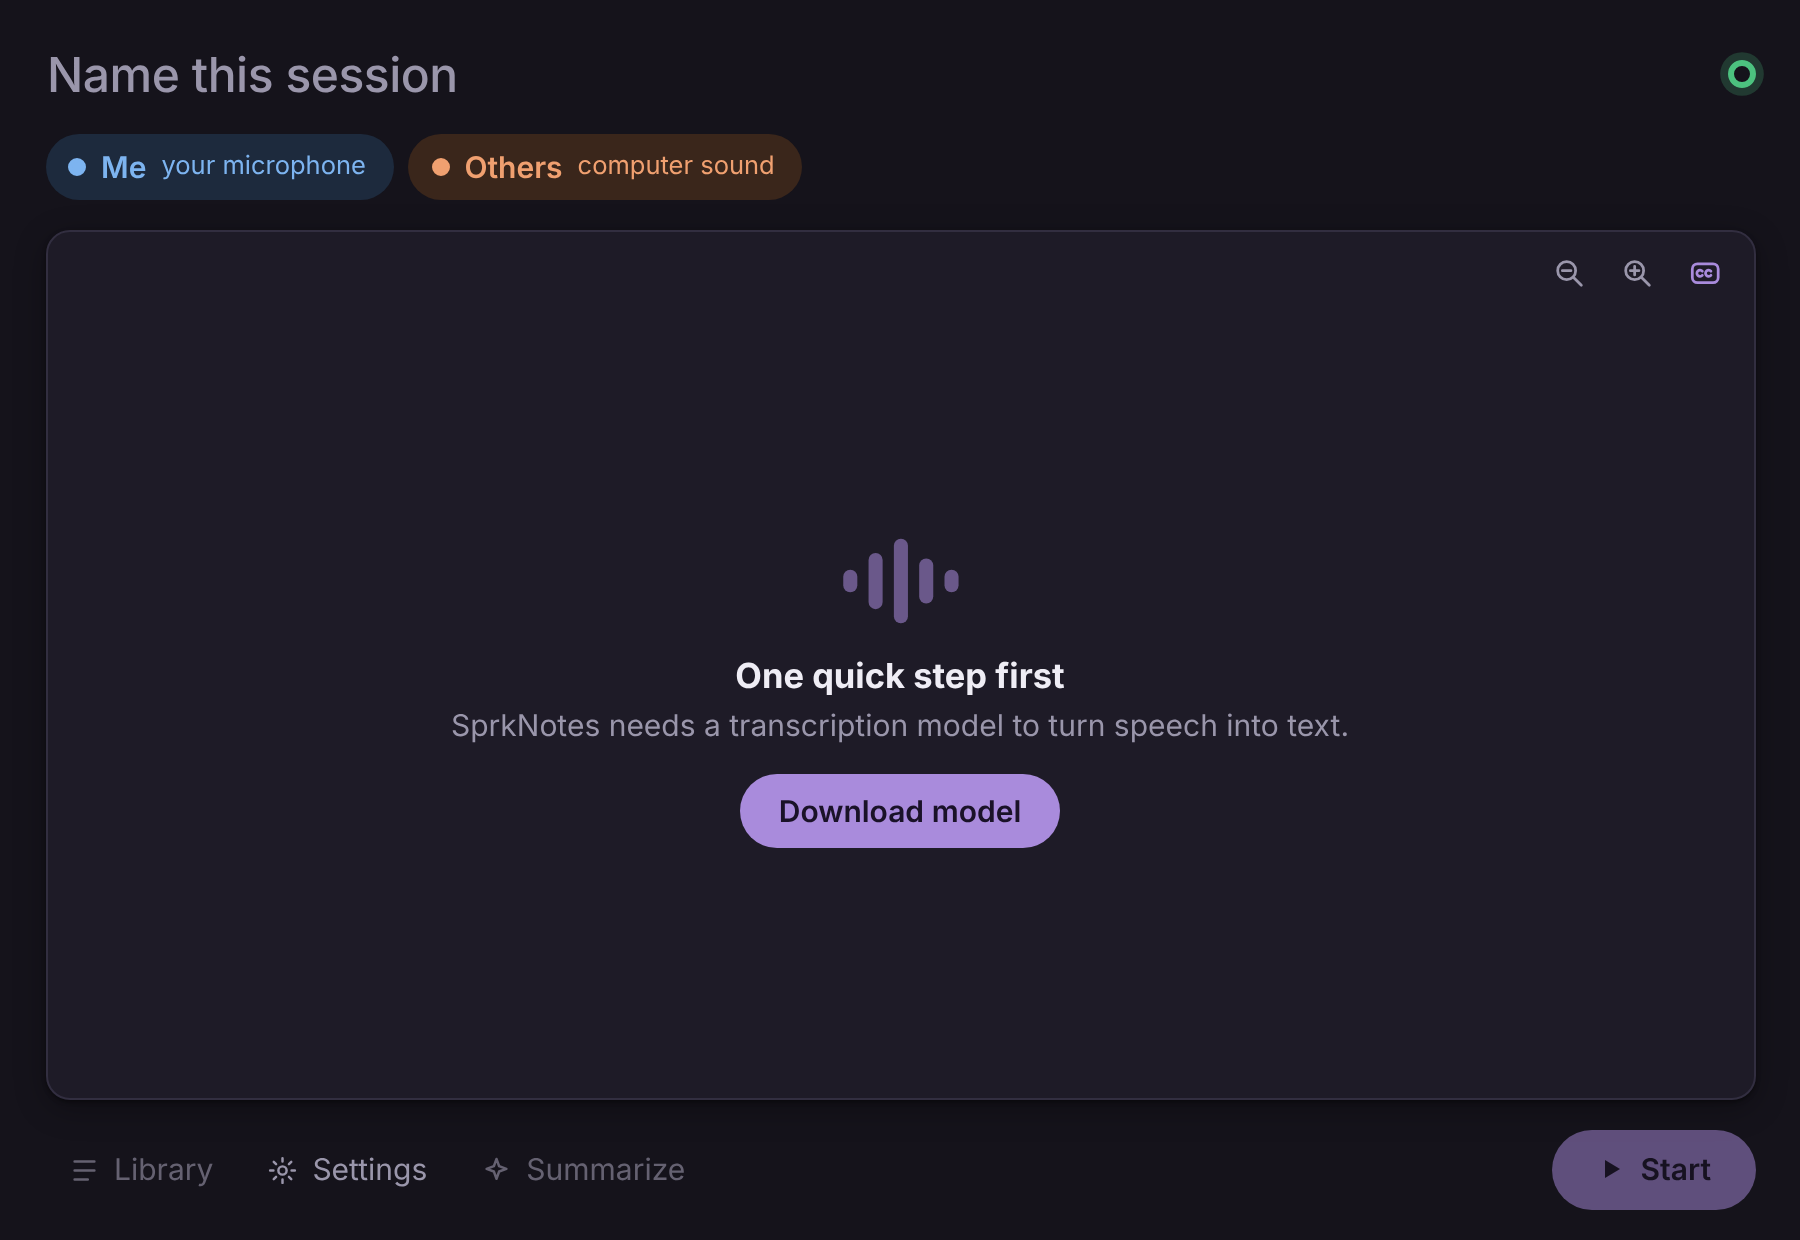 Name this session
Me your microphone
Others computer sound
CC
One quick step first
SprkNotes needs a transcription model to turn speech into text.
Download model
Library
Settings
Summarize
Start